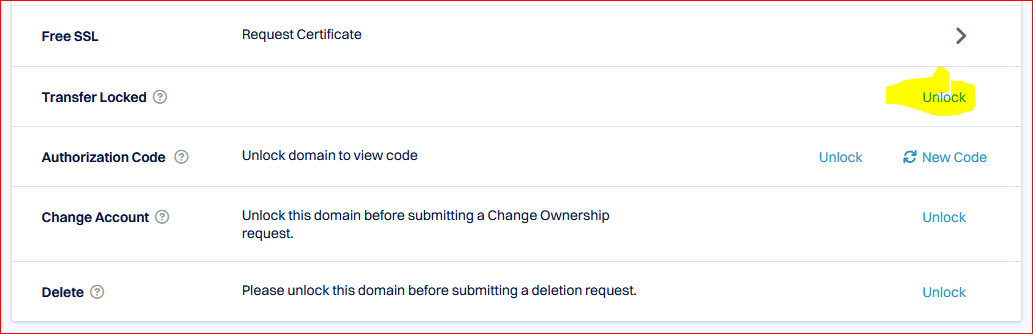 Free SSL Request Certificate
Transfer Locked ? Unlock
Authorization Code ? Unlock domain to view code Unlock New Code
Change Account ? Unlock this domain before submitting a Change Ownership Unlock
request.
Delete ? Please unlock this domain before submitting a deletion request. Unlock